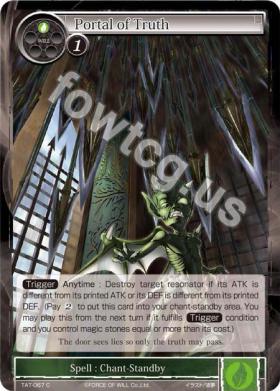 Portal of Truth
WILL
1
fowtcg.us
Trigger Anytime : Destroy target resonator if its ATK is
different from its printed ATK or its DEF is different from its printed
DEF. (Pay 2 to put this card into your chant-standby area. You
may play this from the next turn if it fulfills Trigger condition
and you control magic stones equal or more than its cost.)
The door sees lies so only the truth may pass.
Spell : Chant-Standby
TAT-067 C
©FORCE OF WILL Co.,Ltd.